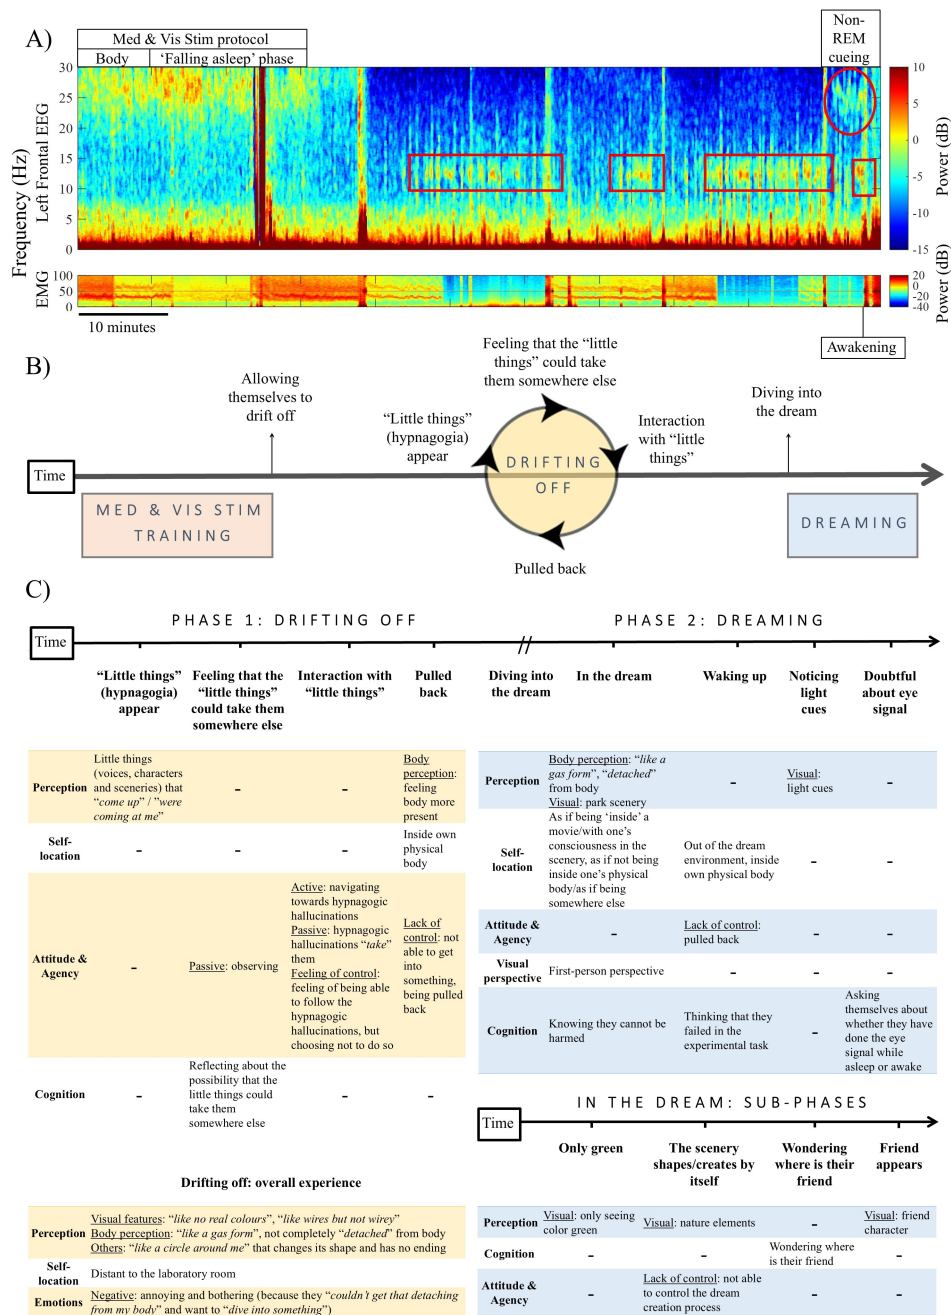 A)
Med & Vis Stim protocol
Body
'Falling asleep' phase
Non-
REM
cueing
Frequency (Hz)
Left Frontal EEG
30
25
20
15
10
5
0
10
5
0
-5
-10
-15
Power (dB)
EMG
100
50
0
20
0
-20
-40
Power (dB)
10 minutes
Awakening
B)
Feeling that the "little
things" could take
them somewhere else
Allowing
themselves to
drift off
"Little things"
(hypnagogia)
appear
Interaction
with "little
things"
Diving into
the dream
Time
DRIFTING
OFF
MED & VIS STIM
TRAINING
DREAMING
Pulled back
C)
PHASE 1: DRIFTING OFF
PHASE 2: DREAMING
Time
"Little things"
(hypnagogia)
appear
Feeling that the
"little things"
could take them
somewhere else
Interaction with
"little things"
Pulled
back
Diving into
the dream
In the dream
Waking up
Noticing
light
cues
Doubtful
about eye
signal
Perception
Little things
(voices, characters
and sceneries) that
"come up" / "were
coming at me"
-
-
Body
perception:
feeling
body more
present
Self-
location
-
-
-
Inside own
physical
body
Attitude &
Agency
-
Passive: observing
Active: navigating
towards hypnagogic
hallucinations
Passive: hypnagogic
hallucinations "take"
them
Feeling of control:
feeling of being able
to follow the
hypnagogic
hallucinations, but
choosing not to do so
Lack of
control: not
able to get
into
something,
being pulled
back
Cognition
-
Reflecting about the
possibility that the
little things could
take them
somewhere else
-
-
Perception
Body perception: "like
a gas form", "detached"
from body
Visual: park scenery
-
Visual:
light cues
-
Self-
location
As if being 'inside' a
movie/with one's
consciousness in the
scenery, as if not being
inside one's physical
body/as if being
somewhere else
Out of the dream
environment, inside
own physical body
-
-
Attitude &
Agency
-
Lack of control:
pulled back
-
-
Visual
perspective
First-person perspective
-
-
-
Cognition
Knowing they cannot be
harmed
Thinking that they
failed in the
experimental task
-
Asking
themselves about
whether they have
done the eye
signal while
asleep or awake
Drifting off: overall experience
Perception
Visual features: "like no real colours", "like wires but not wirey"
Body perception: "like a gas form", not completely "detached" from body
Others: "like a circle around me" that changes its shape and has no ending
Self-
location
Distant to the laboratory room
Emotions
Negative: annoying and bothering (because they "couldn't get that detaching
from my body" and want to "dive into something")
IN THE DREAM: SUB-PHASES
Time
Only green
The scenery
shapes/creates by
itself
Wondering
where is their
friend
Friend
appears
Perception
Visual: only seeing
color green
Visual: nature elements
-
Visual: friend
character
Cognition
-
-
Wondering where
is their friend
-
Attitude &
Agency
-
Lack of control: not able
to control the dream
creation process
-
-